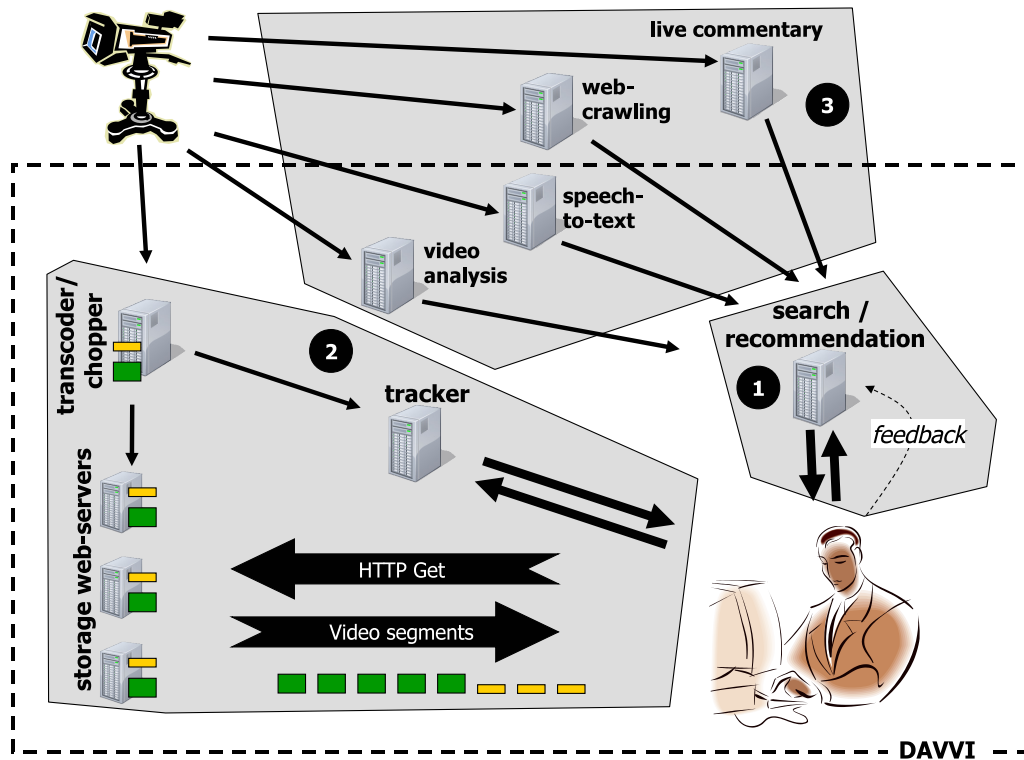 live commentary
web-
crawling
3
speech-
to-text
video
analysis
transcoder/
chopper
2
search /
recommendation
1
tracker
feedback
storage web-servers
HTTP Get
Video segments
DAVVI